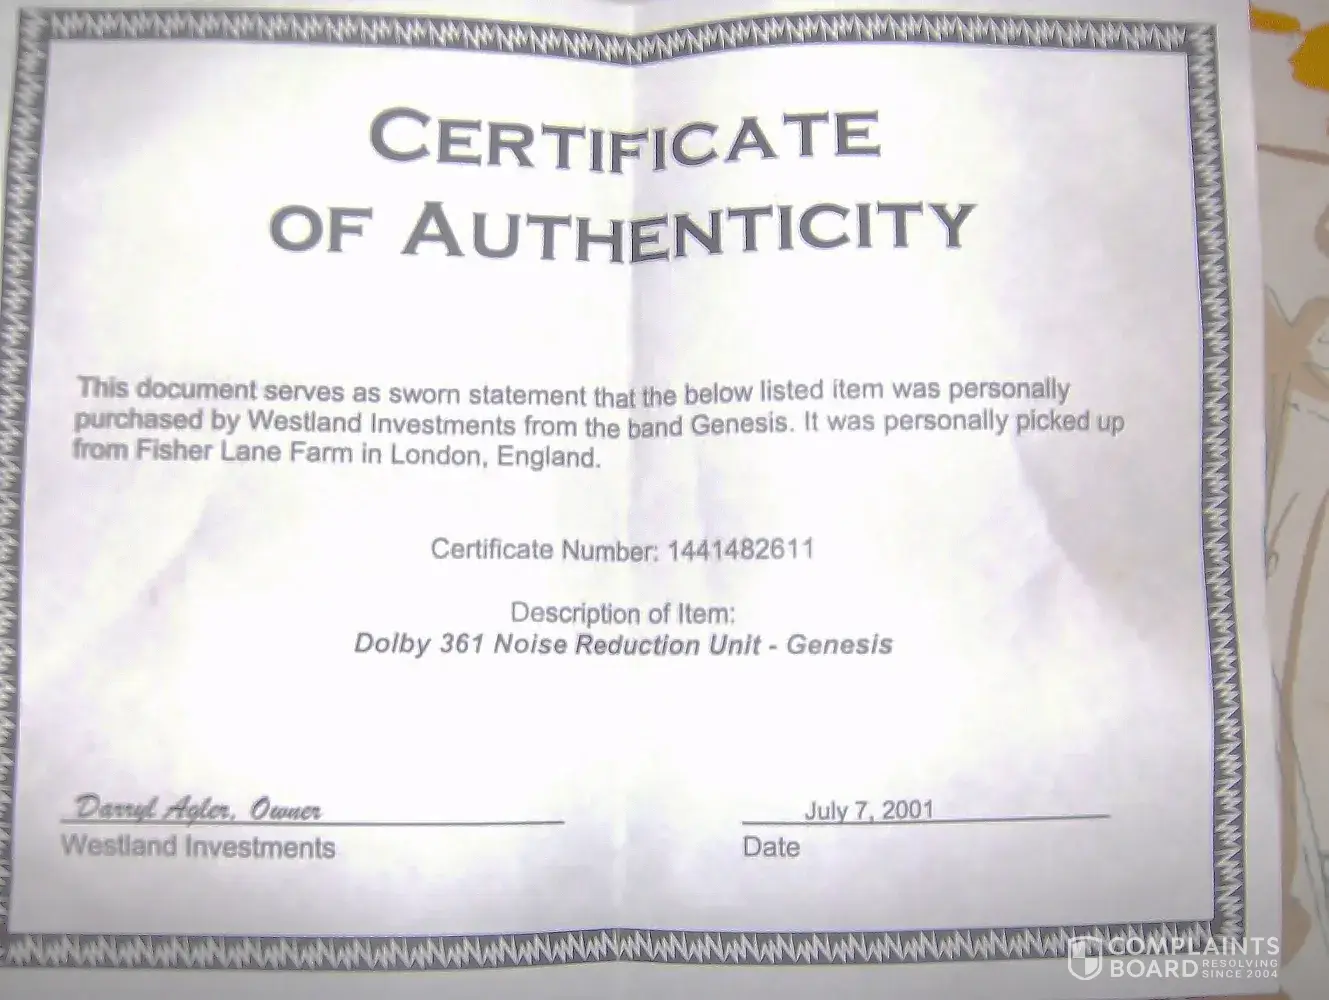 CERTIFICATE
OF AUTHENTICITY
This document serves as sworn statement that the below listed item was personally
purchased by Westland Investments from the band Genesis. It was personally picked up
from Fisher Lane Farm in London, England.
Certificate Number: 1441482611
Description of Item:
Dolby 361 Noise Reduction Unit - Genesis
Darryl Agler, Owner
July 7, 2001
Westland Investments
Date
COMPLAINTS
BOARD RESOLVING
SINCE 2004